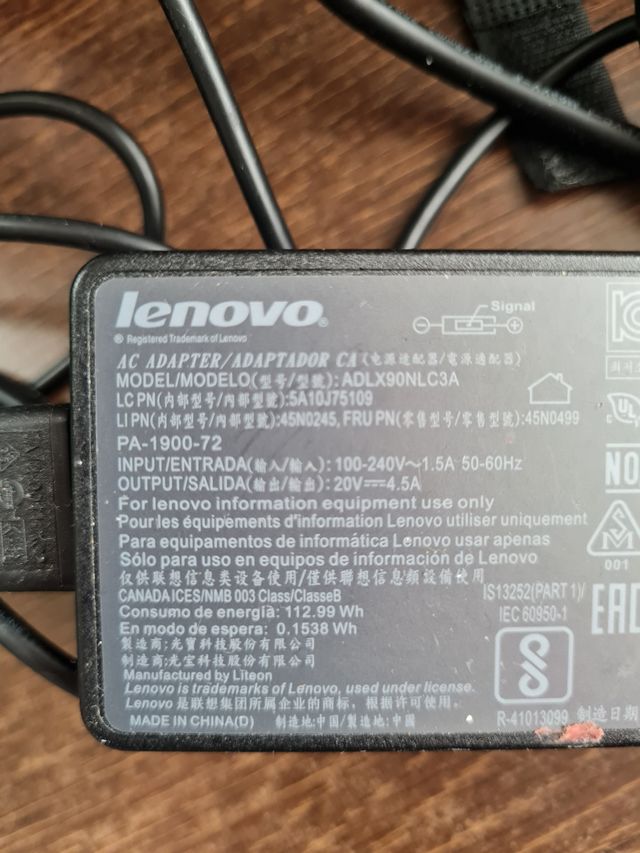 lenovo®
® Registered Trademark of Lenovo
Signal
AC ADAPTER/ADAPTADOR CA(电源适配器/電源適配器)
MODEL/MODELO(型号/型號): ADLX90NLC3A
LC PN(内部型号/內部型號):5A10J75109
LI PN(内部型号/內部型號):45N0245, FRU PN(零售型号/零售型號):45N0499
PA-1900-72
INPUT/ENTRADA(输入/輸入): 100-240V～1.5A 50-60Hz
OUTPUT/SALIDA(输出/輸出): 20V⎓4.5A
For lenovo information equipment use only
Pour les équipements d'information Lenovo utiliser uniquement
Para equipamentos de informática Lenovo usar apenas
Sólo para uso en equipos de información de Lenovo
仅供联想信息类设备使用/僅供聯想信息類設備使用
CANADA ICES/NMB 003 Class/ClasseB
IS13252(PART 1)/
IEC 60950-1
Consumo de energía: 112.99 Wh
En modo de espera: 0.1538 Wh
製造商:光寶科技股份有限公司
制造商:光宝科技股份有限公司
Manufactured by Liteon
Lenovo is trademarks of Lenovo, used under license.
Lenovo 是联想集团所属企业的商标，根据许可使用。
MADE IN CHINA(D) 制造地:中国/製造地:中國
R-41013099
制造日期
UL
NO
001
EAC